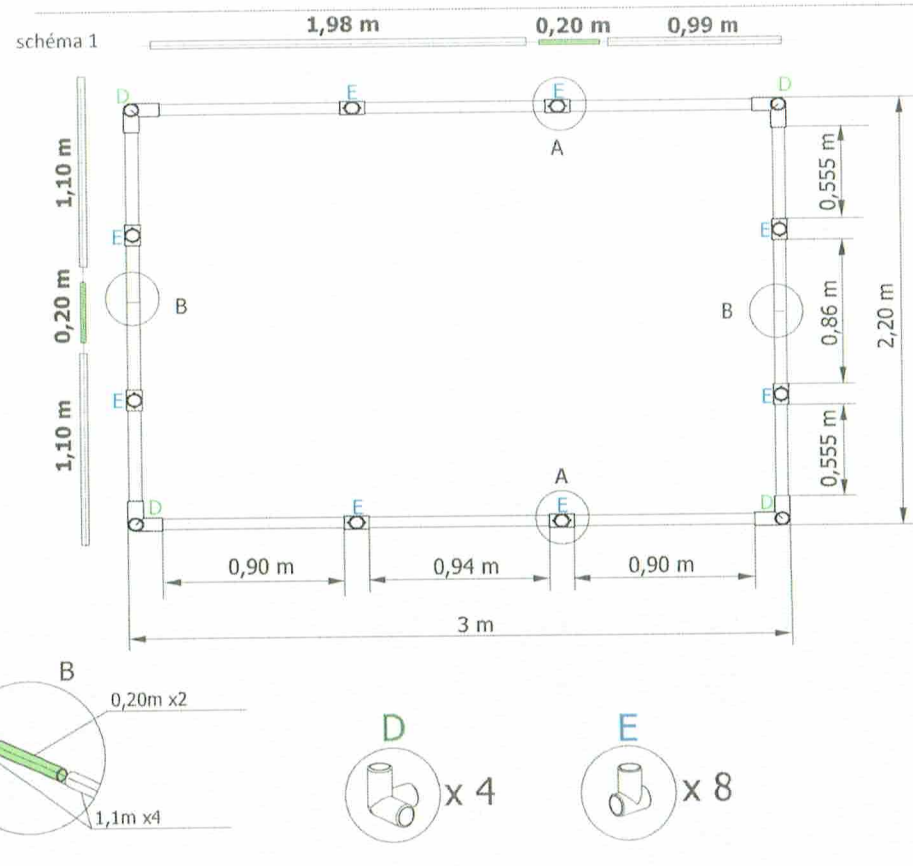 1,98 m 0,20 m 0,99 m
schéma 1
D E E D
A
1,10 m
0,555 m
E E
0,20 m
B B
0,86 m
2,20 m
E E
1,10 m
0,555 m
A
D E E D
0,90 m 0,94 m 0,90 m
3 m
B
0,20m x2
1,1m x4
D
x 4
E
x 8